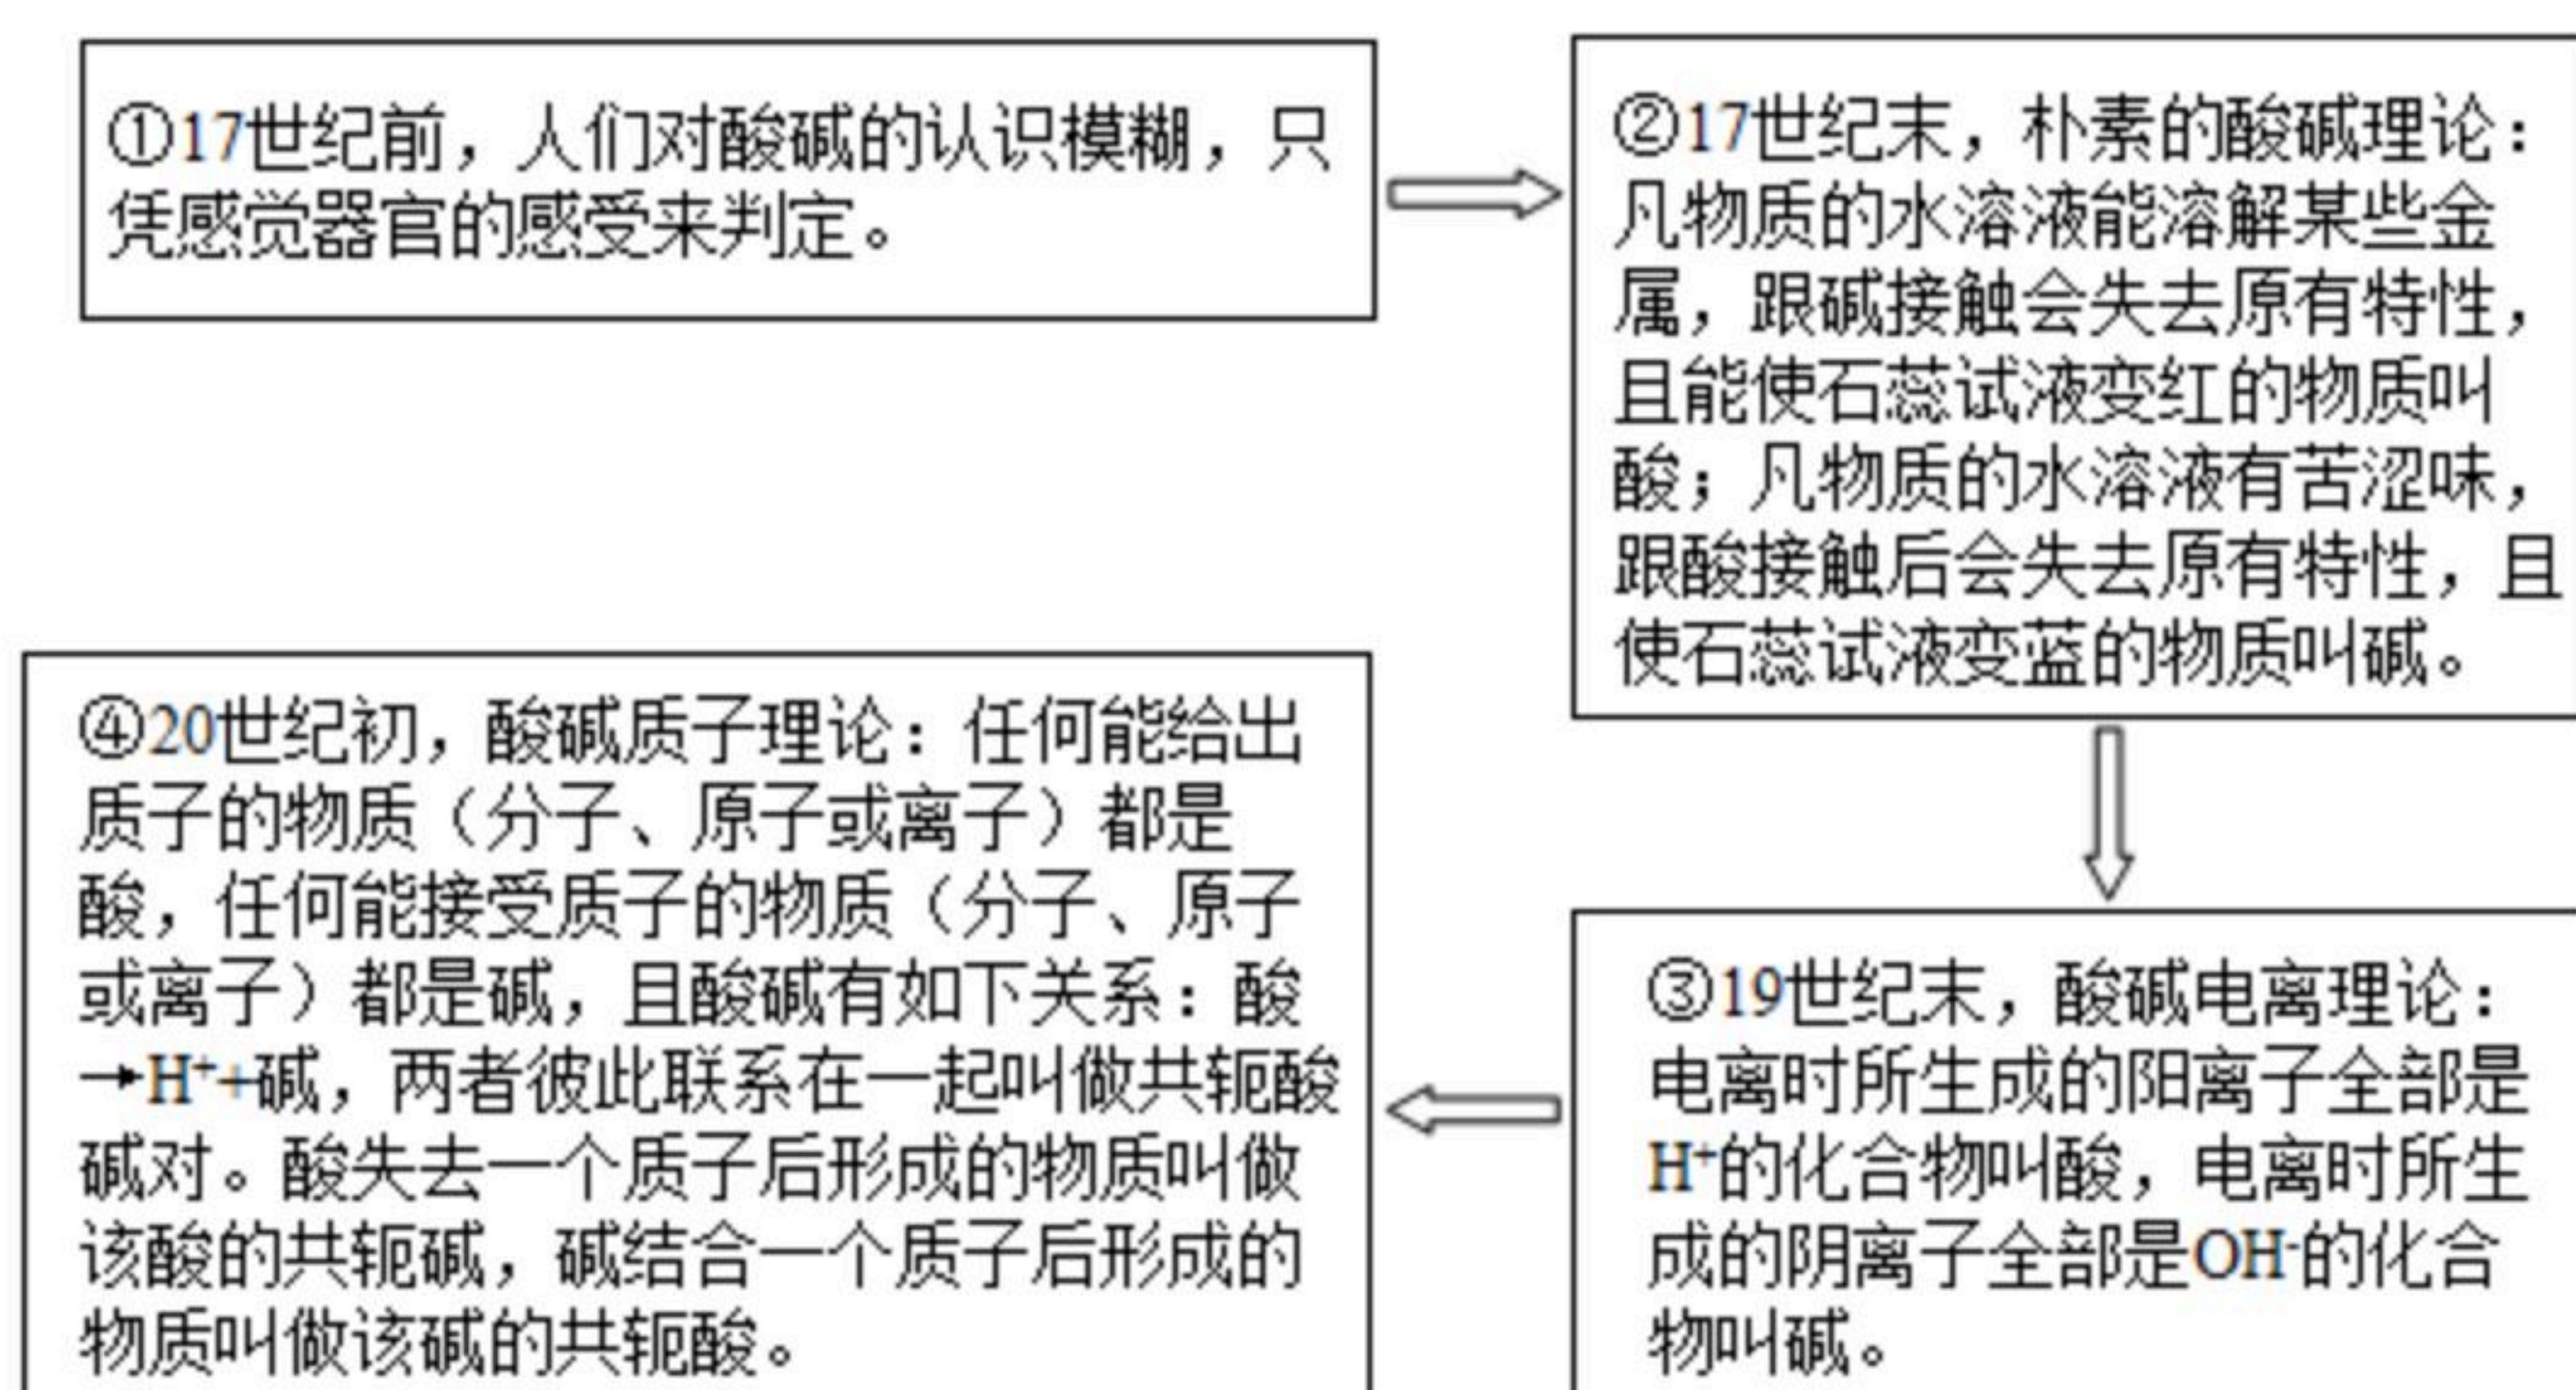 ①17世纪前，人们对酸碱的认识模糊，只
凭感觉器官的感受来判定。
②17世纪末，朴素的酸碱理论：
凡物质的水溶液能溶解某些金
属，跟碱接触会失去原有特性，
且能使石蕊试液变红的物质叫
酸；凡物质的水溶液有苦涩味，
跟酸接触后会失去原有特性，且
使石蕊试液变蓝的物质叫碱。
③19世纪末，酸碱电离理论：
电离时所生成的阳离子全部是
H⁺的化合物叫酸，电离时所生
成的阴离子全部是OH⁻的化合
物叫碱。
④20世纪初，酸碱质子理论：任何能给出
质子的物质（分子、原子或离子）都是
酸，任何能接受质子的物质（分子、原子
或离子）都是碱，且酸碱有如下关系：酸
→H⁺+碱，两者彼此联系在一起叫做共轭酸
碱对。酸失去一个质子后形成的物质叫做
该酸的共轭碱，碱结合一个质子后形成的
物质叫做该碱的共轭酸。